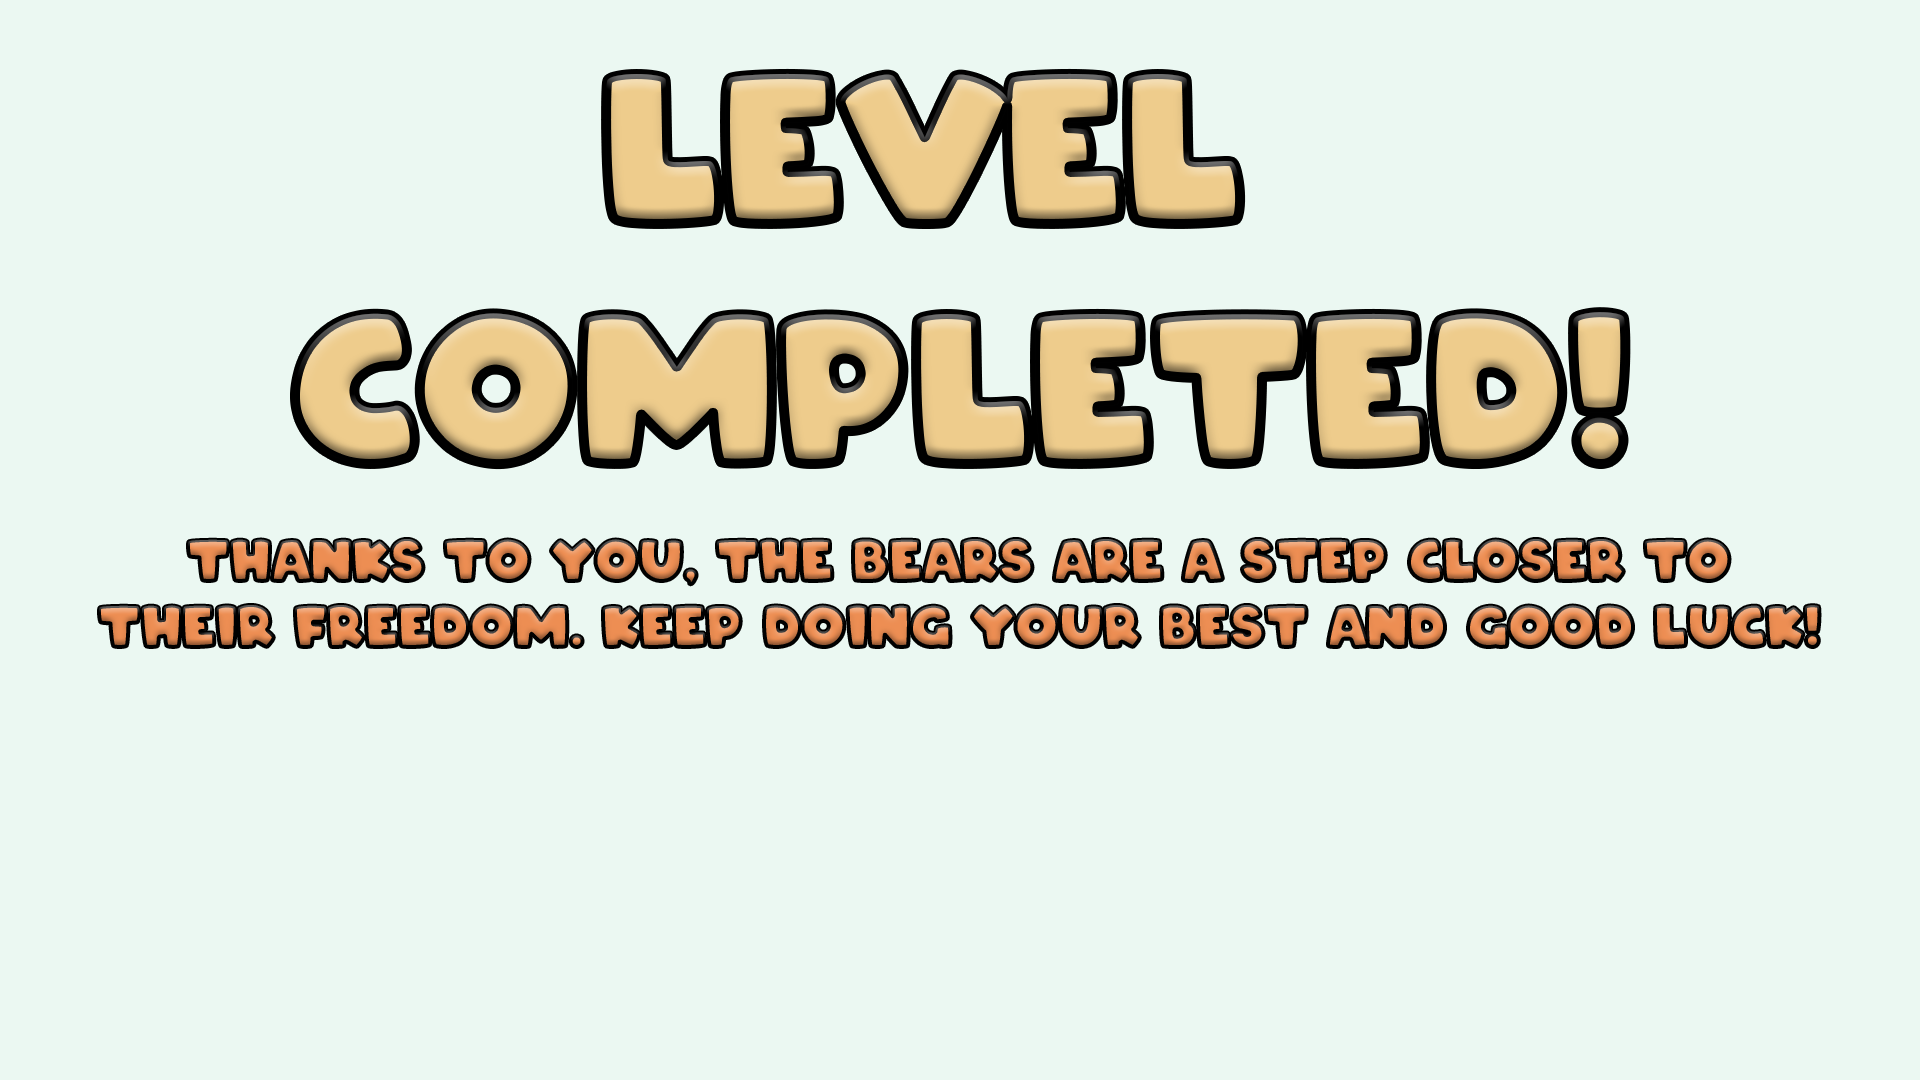 LEVEL
COMPLETED!
THANKS TO YOU, THE BEARS ARE A STEP CLOSER TO
THEIR FREEDOM. KEEP DOING YOUR BEST AND GOOD LUCK!